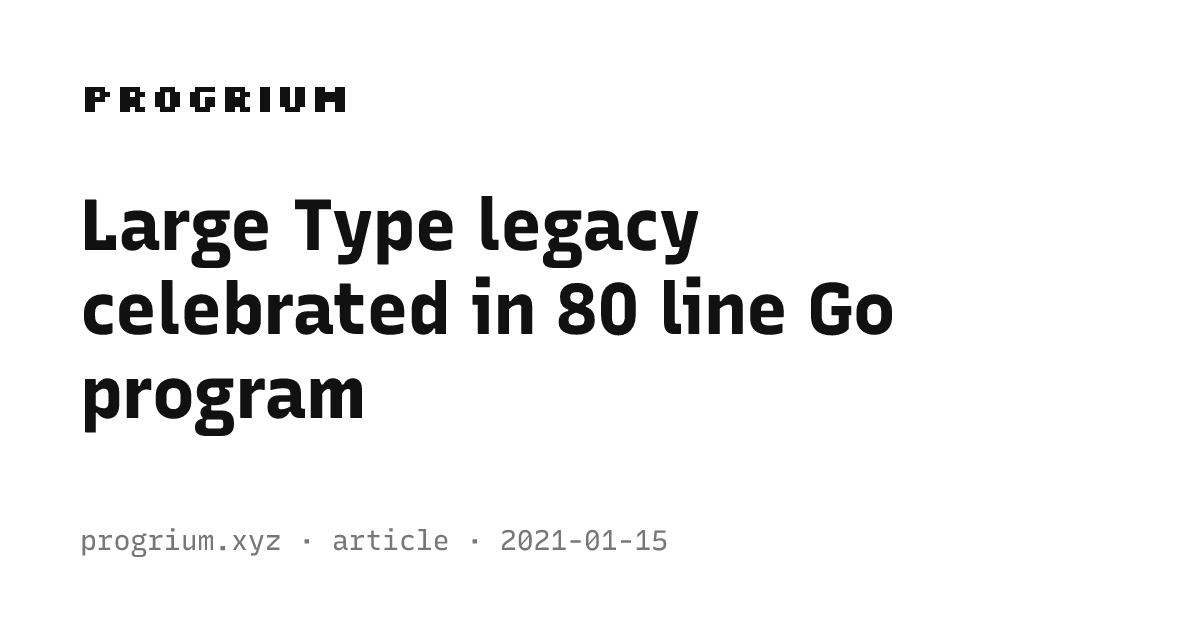 PROGRIUM
Large Type legacy
celebrated in 80 line Go
program
progrium.xyz · article · 2021-01-15